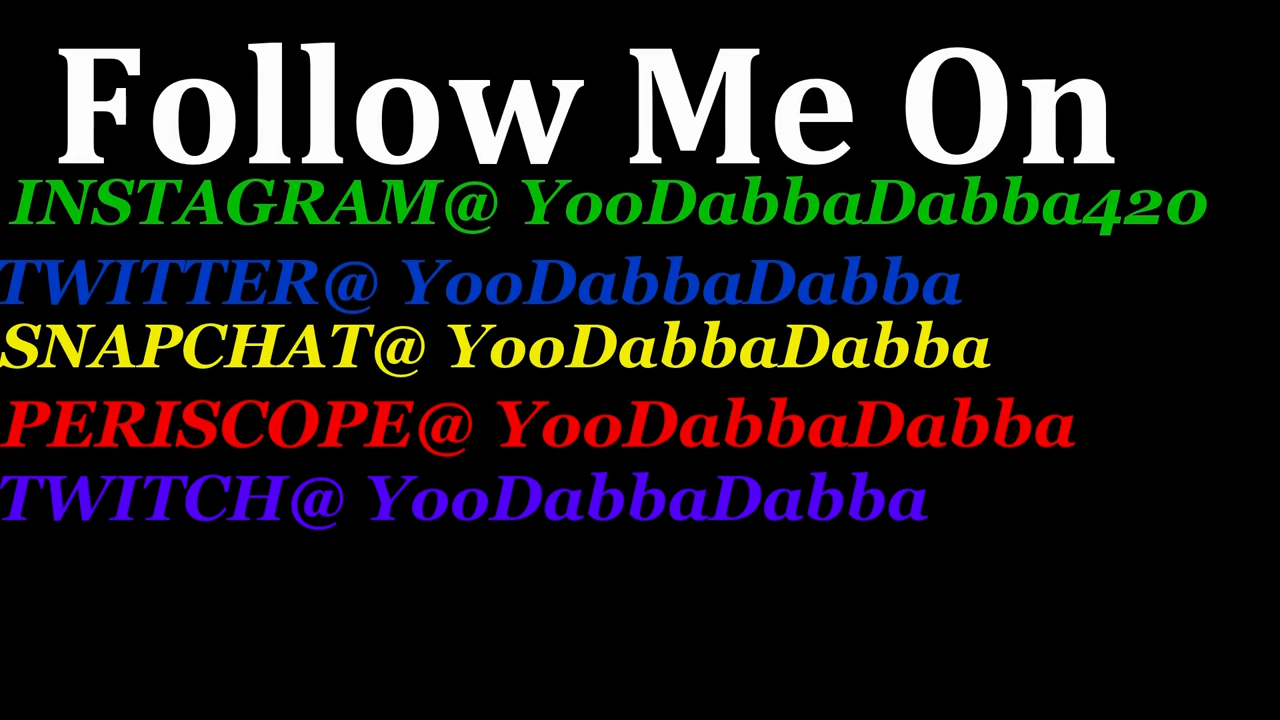 Follow Me On
INSTAGRAM@ YooDabbaDabba420
TWITTER@ YooDabbaDabba
SNAPCHAT@ YooDabbaDabba
PERISCOPE@ YooDabbaDabba
TWITCH@ YooDabbaDabba